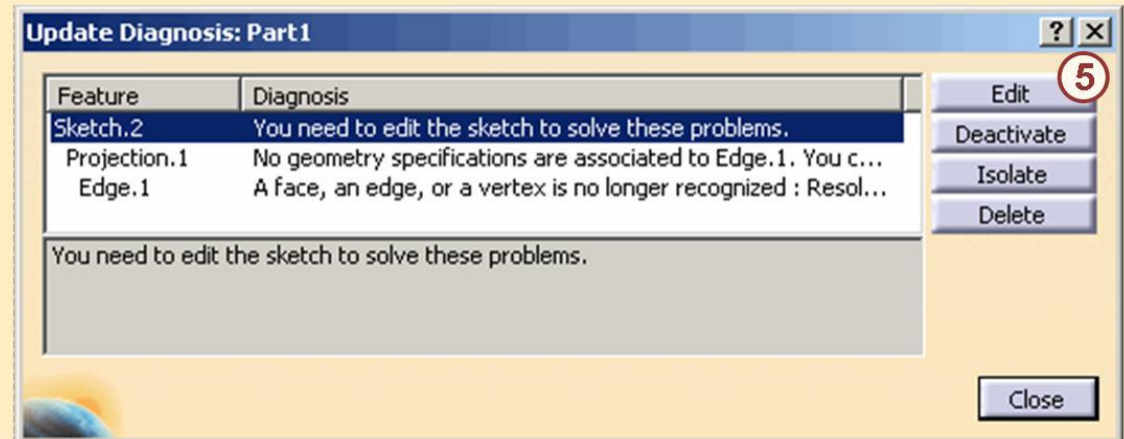 Update Diagnosis: Part1
? X
5
Feature Diagnosis
Sketch.2 You need to edit the sketch to solve these problems.
Projection.1 No geometry specifications are associated to Edge.1. You c...
Edge.1 A face, an edge, or a vertex is no longer recognized : Resol...
Edit
Deactivate
Isolate
Delete
You need to edit the sketch to solve these problems.
Close